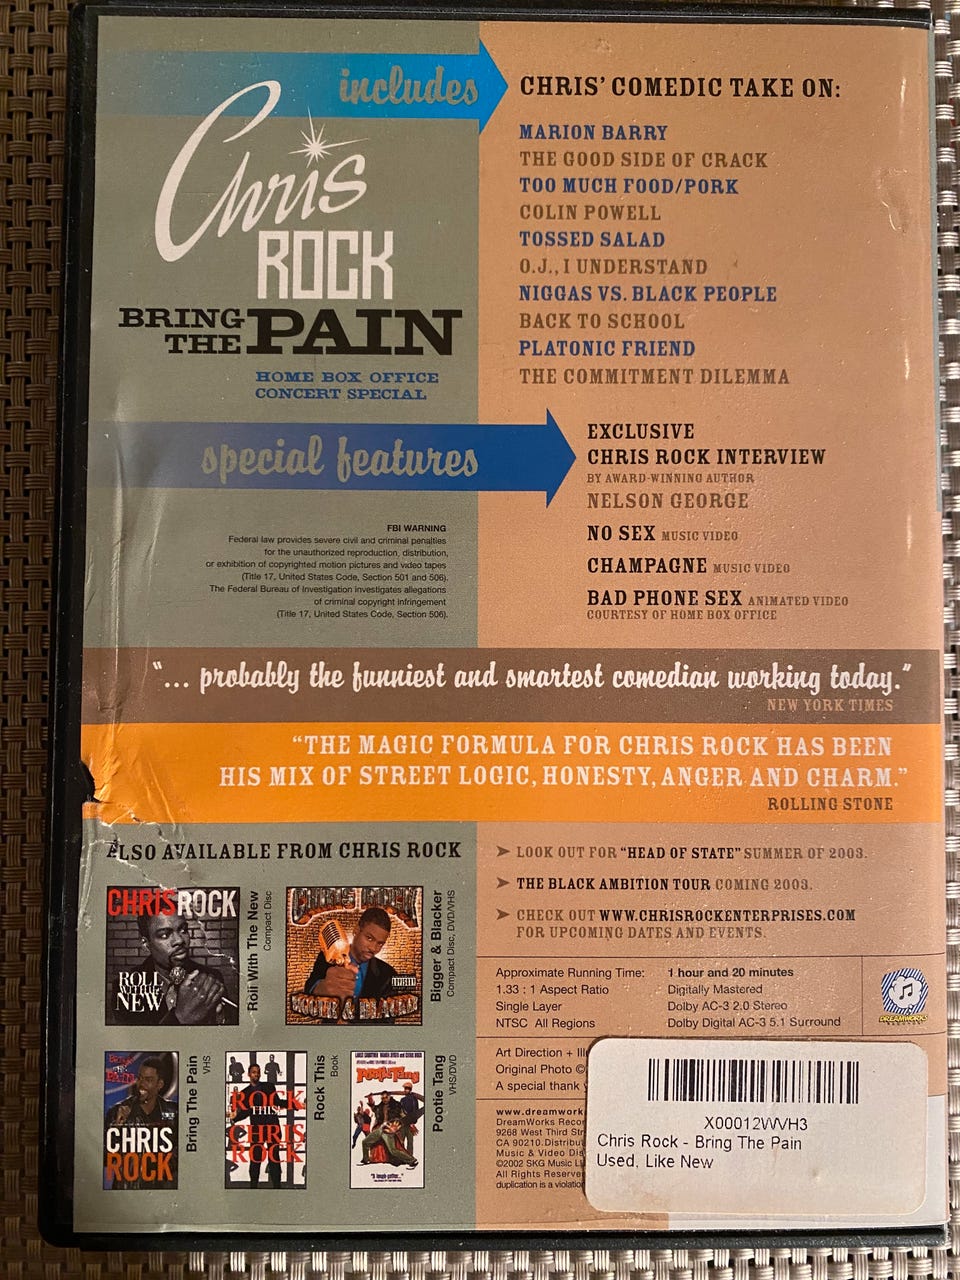 includes
CHRIS' COMEDIC TAKE ON:
Chris
ROCK
BRING
THE
PAIN
HOME BOX OFFICE
CONCERT SPECIAL
MARION BARRY
THE GOOD SIDE OF CRACK
TOO MUCH FOOD/PORK
COLIN POWELL
TOSSED SALAD
O.J., I UNDERSTAND
NIGGAS VS. BLACK PEOPLE
BACK TO SCHOOL
PLATONIC FRIEND
THE COMMITMENT DILEMMA
special features
EXCLUSIVE
CHRIS ROCK INTERVIEW
BY AWARD-WINNING AUTHOR
NELSON GEORGE
NO SEX MUSIC VIDEO
CHAMPAGNE MUSIC VIDEO
BAD PHONE SEX ANIMATED VIDEO
COURTESY OF HOME BOX OFFICE
FBI WARNING
Federal law provides severe civil and criminal penalties
for the unauthorized reproduction, distribution,
or exhibition of copyrighted motion pictures and video tapes
(Title 17, United States Code, Section 501 and 506).
The Federal Bureau of Investigation investigates allegations
of criminal copyright infringement
(Title 17, United States Code, Section 506).
"... probably the funniest and smartest comedian working today."
NEW YORK TIMES
"THE MAGIC FORMULA FOR CHRIS ROCK HAS BEEN
HIS MIX OF STREET LOGIC, HONESTY, ANGER AND CHARM."
ROLLING STONE
ALSO AVAILABLE FROM CHRIS ROCK
CHRISROCK
ROLL
WITH THE
NEW
Roll With The New
Compact Disc
CHRIS ROCK
BIGGER & BLACKER
Bigger & Blacker
Compact Disc, DVD/VHS
Bring
the
Pain
CHRIS
ROCK
Bring The Pain
VHS
ROCK
THIS!
CHRIS
ROCK
Rock This
Book
Pootie Tang
Pootie Tang
VHS/DVD
LOOK OUT FOR "HEAD OF STATE" SUMMER OF 2003.
THE BLACK AMBITION TOUR COMING 2003.
CHECK OUT WWW.CHRISROCKENTERPRISES.COM
FOR UPCOMING DATES AND EVENTS.
Approximate Running Time: 1 hour and 20 minutes
1.33 : 1 Aspect Ratio Digitally Mastered
Single Layer Dolby AC-3 2.0 Stereo
NTSC All Regions Dolby Digital AC-3 5.1 Surround
DREAMWORKS
Art Direction + Ill
Original Photo ©
A special thank
www.dreamwork
DreamWorks Recor
9268 West Third Str
CA 90210. Distribu
Music & Video Dis
©2002 SKG Music L
All Rights Reserve
duplication is a violatio
X00012WVH3
Chris Rock - Bring The Pain
Used, Like New